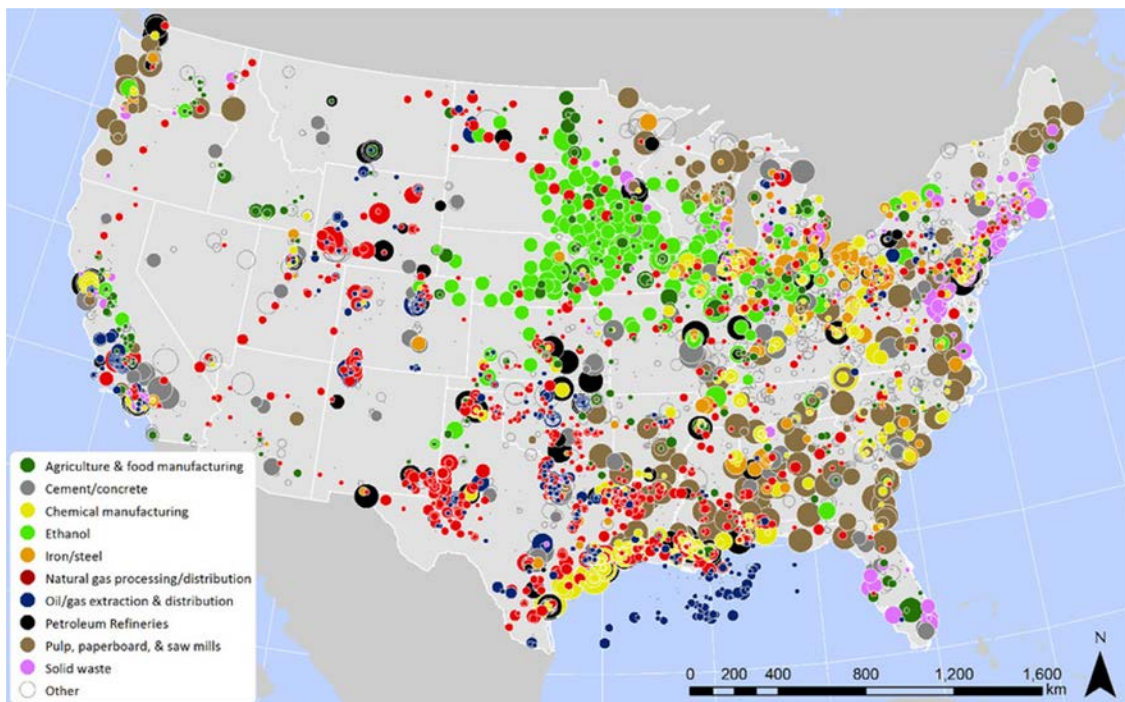 Agriculture & food manufacturing
Cement/concrete
Chemical manufacturing
Ethanol
Iron/steel
Natural gas processing/distribution
Oil/gas extraction & distribution
Petroleum Refineries
Pulp, paperboard, & saw mills
Solid waste
Other
N
0 200 400 800 1,200 1,600
km